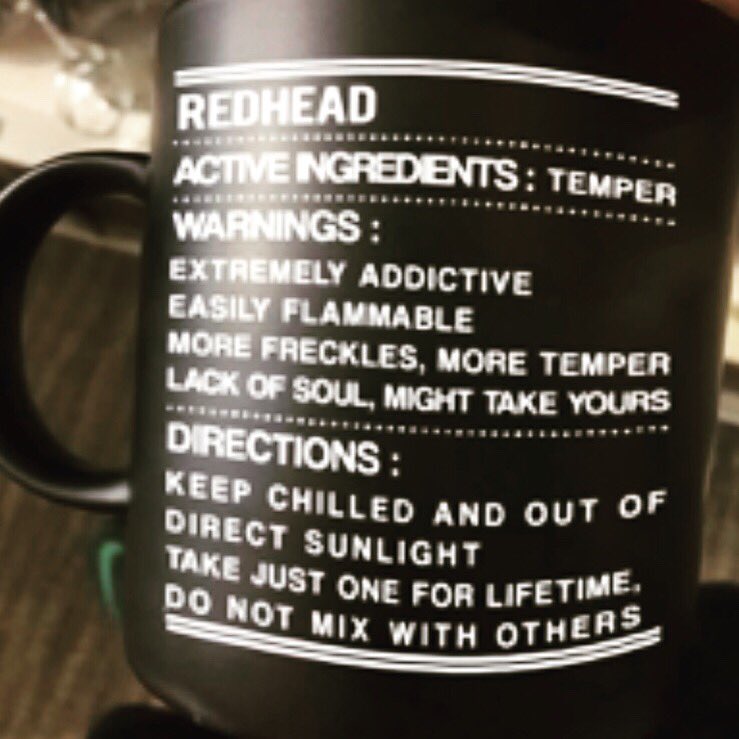 REDHEAD
ACTIVE INGREDIENTS : TEMPER
WARNINGS :
EXTREMELY ADDICTIVE
EASILY FLAMMABLE
MORE FRECKLES, MORE TEMPER
LACK OF SOUL, MIGHT TAKE YOURS
DIRECTIONS :
KEEP CHILLED AND OUT OF
DIRECT SUNLIGHT
TAKE JUST ONE FOR LIFETIME.
DO NOT MIX WITH OTHERS